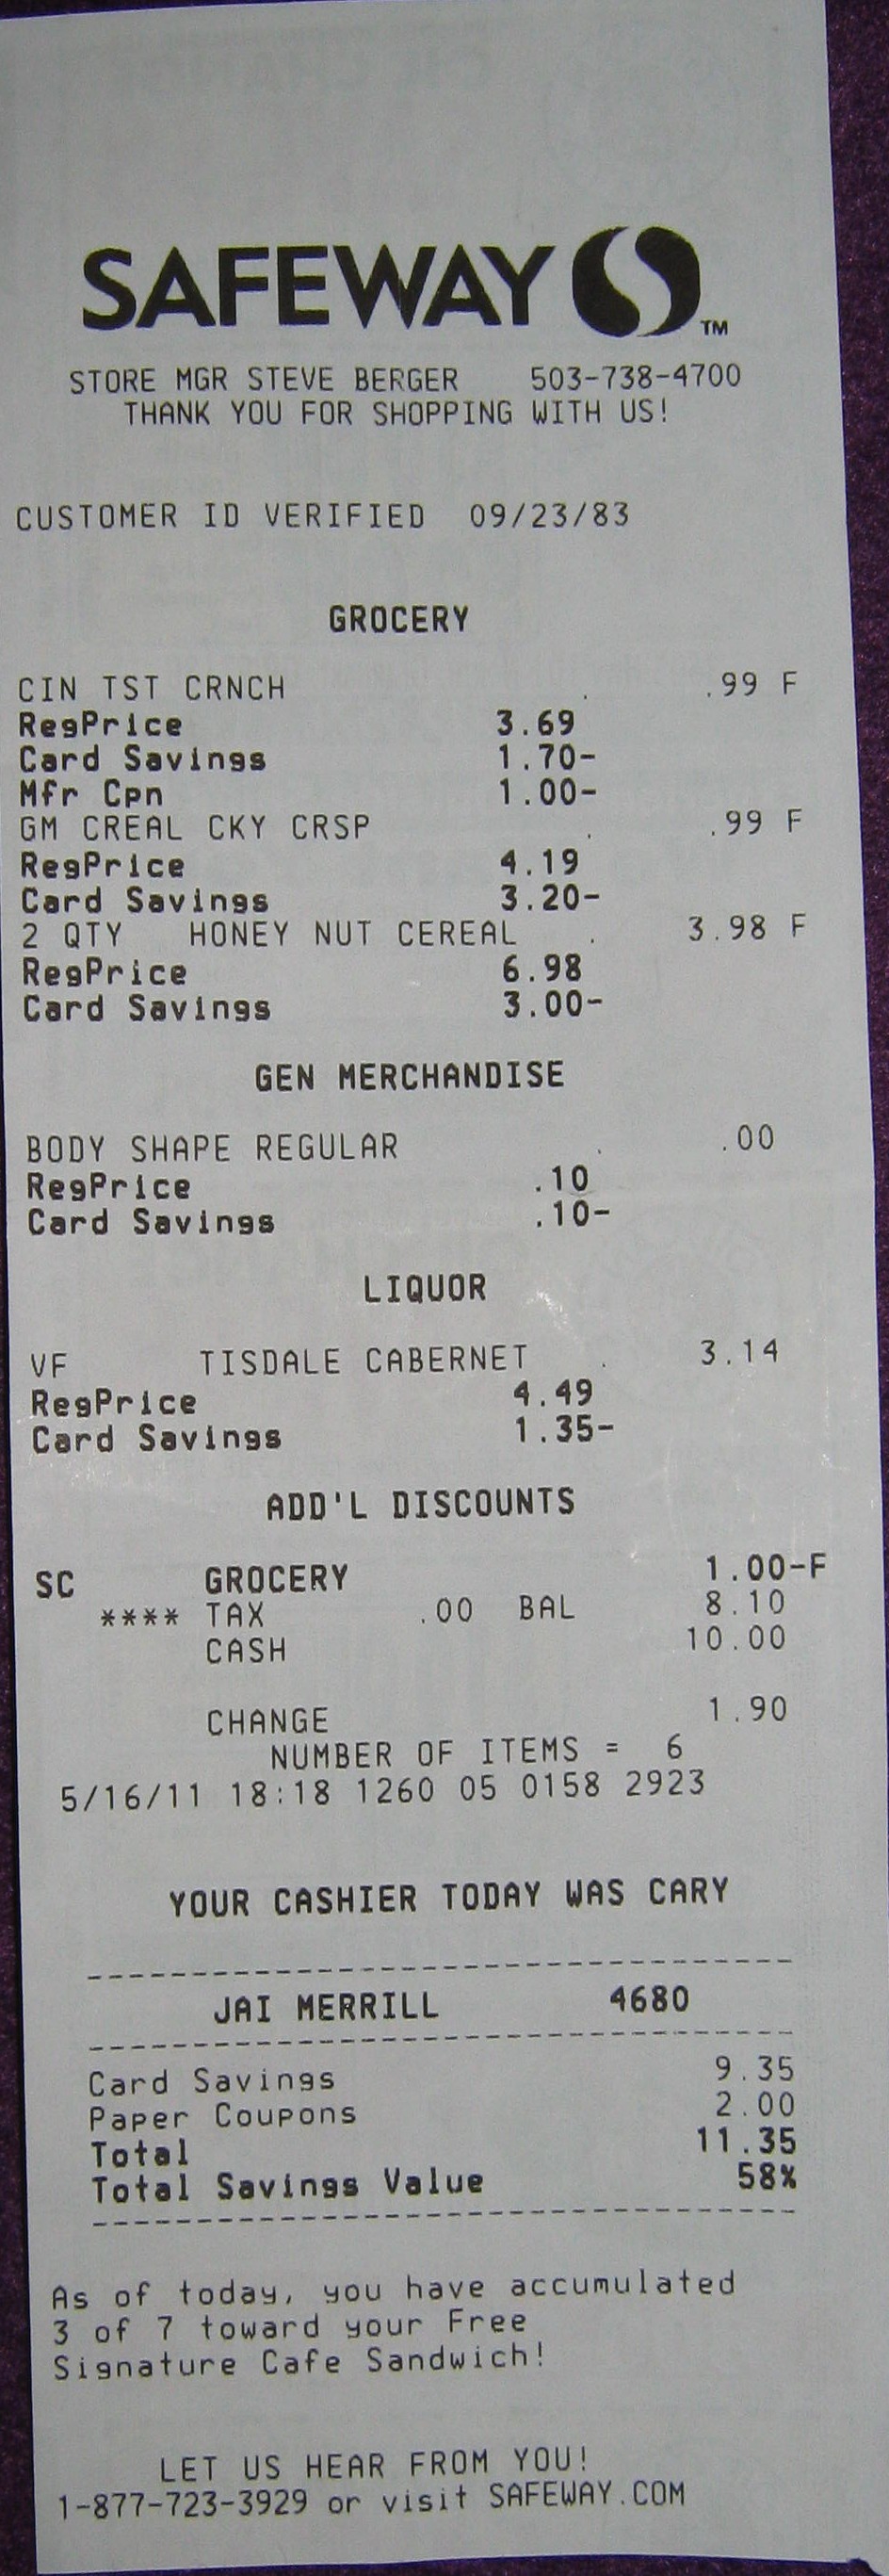 SAFEWAY TM
STORE MGR STEVE BERGER 503-738-4700
THANK YOU FOR SHOPPING WITH US!
CUSTOMER ID VERIFIED 09/23/83
GROCERY
CIN TST CRNCH . .99 F
RegPrice 3.69
Card Savings 1.70-
Mfr Cpn 1.00-
GM CREAL CKY CRSP . .99 F
RegPrice 4.19
Card Savings 3.20-
2 QTY HONEY NUT CEREAL . 3.98 F
RegPrice 6.98
Card Savings 3.00-
GEN MERCHANDISE
BODY SHAPE REGULAR . .00
RegPrice .10
Card Savings .10-
LIQUOR
VF TISDALE CABERNET . 3.14
RegPrice 4.49
Card Savings 1.35-
ADD'L DISCOUNTS
SC GROCERY 1.00-F
**** TAX .00 BAL 8.10
CASH 10.00
CHANGE 1.90
NUMBER OF ITEMS = 6
5/16/11 18:18 1260 05 0158 2923
YOUR CASHIER TODAY WAS CARY
JAI MERRILL 4680
Card Savings 9.35
Paper Coupons 2.00
Total 11.35
Total Savings Value 58%
As of today, you have accumulated
3 of 7 toward your Free
Signature Cafe Sandwich!
LET US HEAR FROM YOU!
1-877-723-3929 or visit SAFEWAY.COM